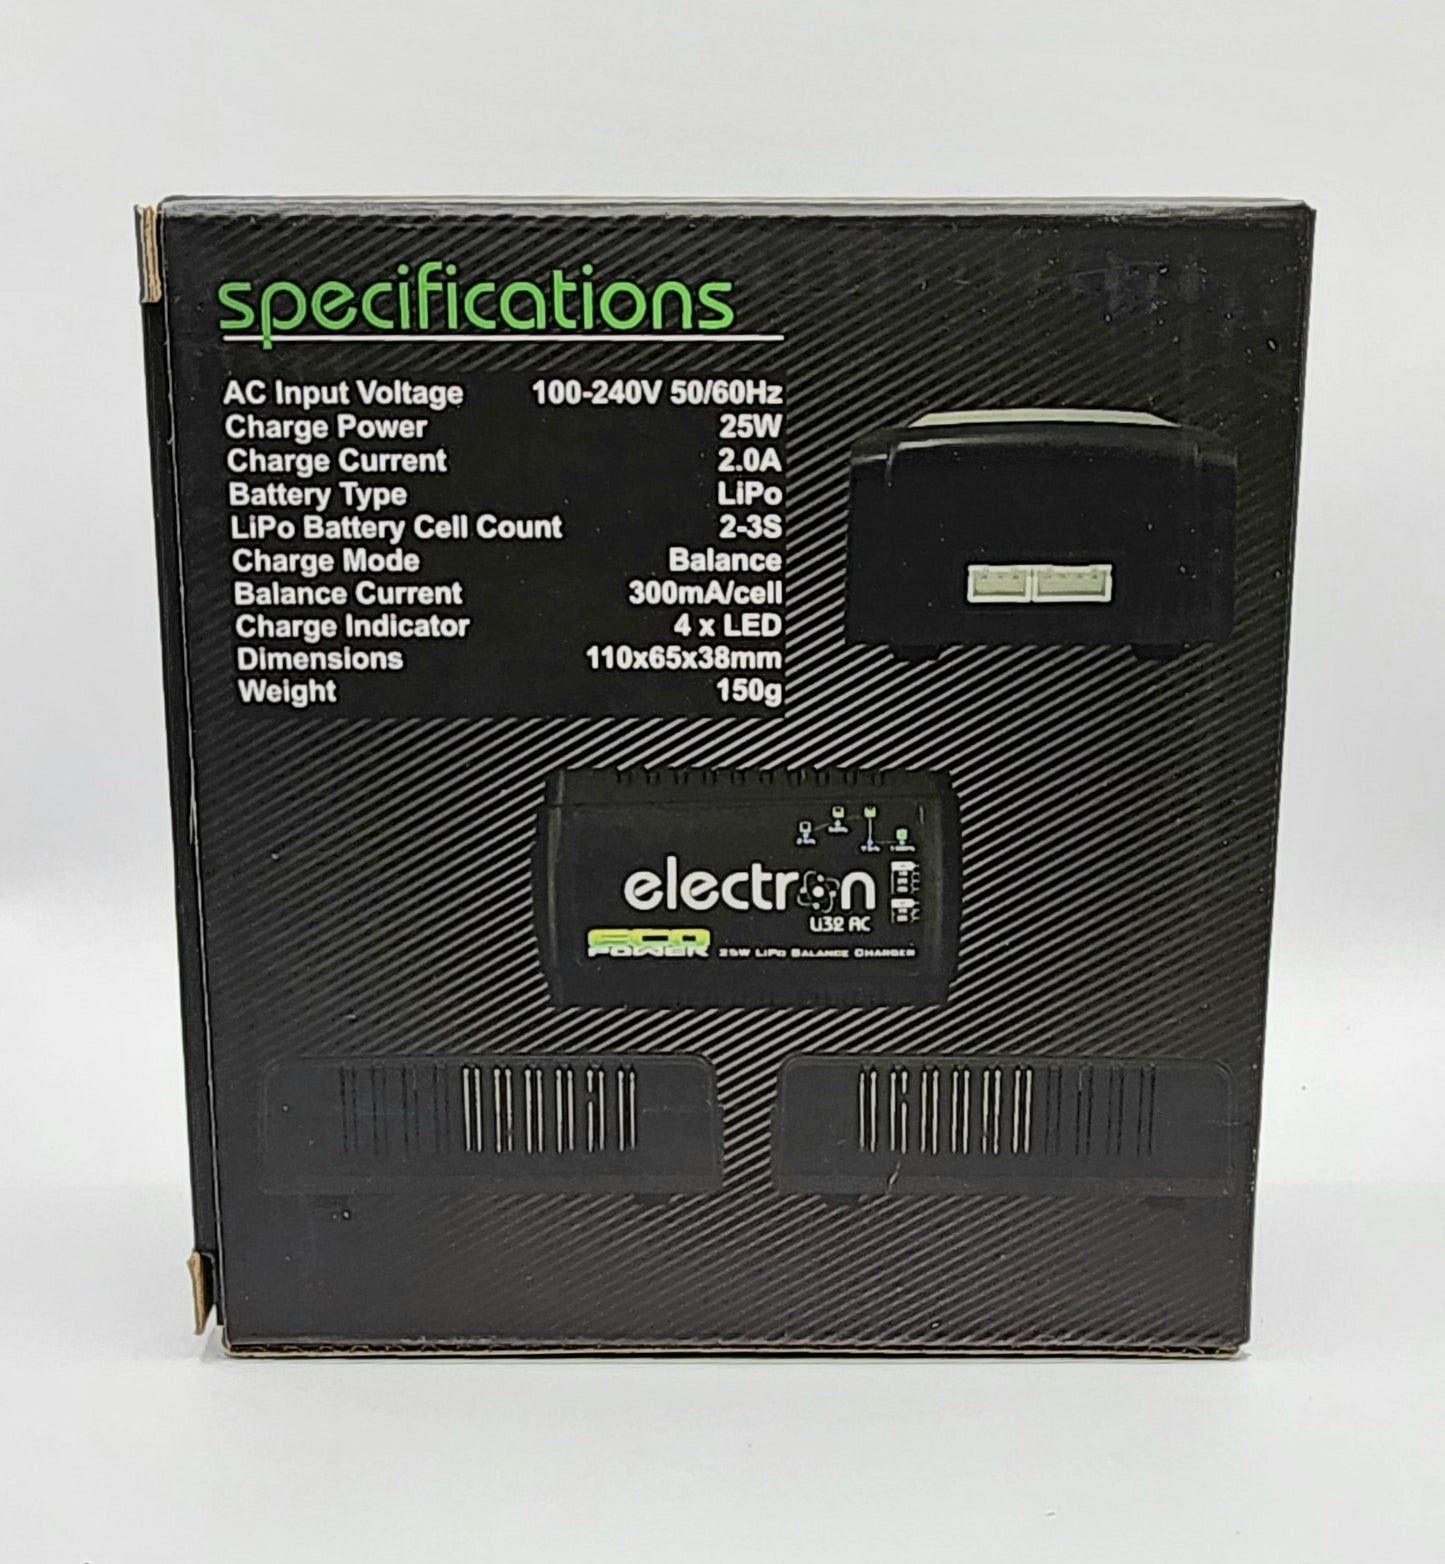 specifications
AC Input Voltage 100-240V 50/60Hz
Charge Power 25W
Charge Current 2.0A
Battery Type LiPo
LiPo Battery Cell Count 2-3S
Charge Mode Balance
Balance Current 300mA/cell
Charge Indicator 4 x LED
Dimensions 110x65x38mm
Weight 150g
electron
Li32 AC
ECO
POWER 25W LiPo Balance Charger